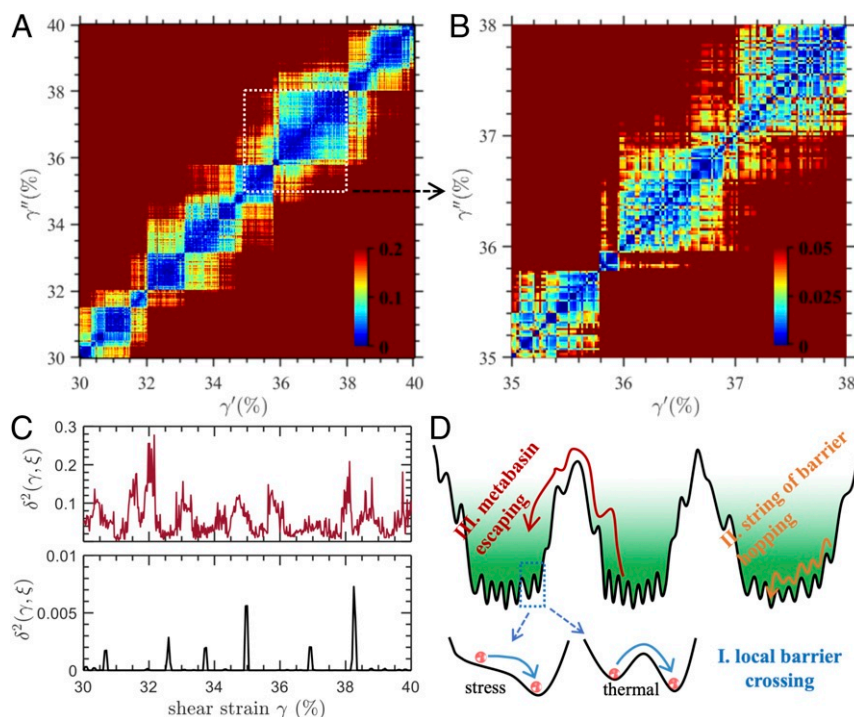 A
40
38
36
34
32
30
γ″(%)
0.2
0.1
0
30 32 34 36 38 40
γ′(%)
B
38
37
36
35
γ″(%)
0.05
0.025
0
35 36 37 38
γ′(%)
C
0.3
0.2
0.1
δ²(γ, ξ)
0.01
0.005
0
δ²(γ, ξ)
30 32 34 36 38 40
shear strain γ (%)
D
III. metabasin
escaping
II. string of barrier
hopping
stress
thermal
I. local barrier
crossing